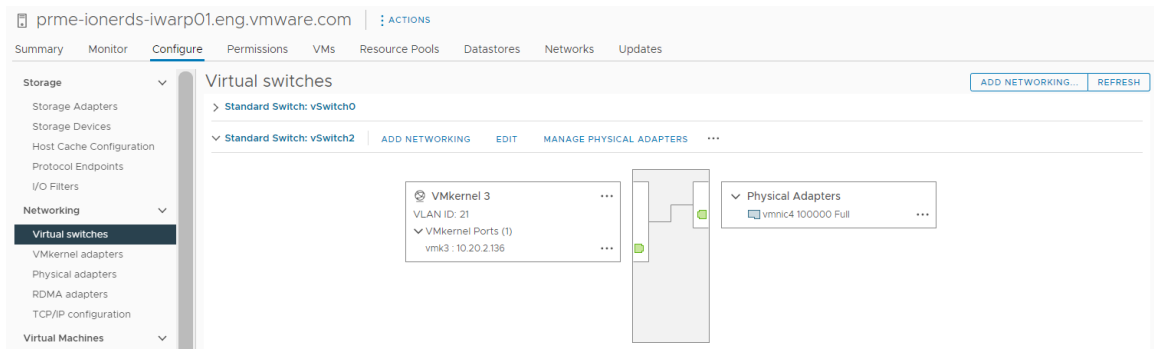 prme-ionerds-iwarp01.eng.vmware.com ACTIONS
Summary Monitor Configure Permissions VMs Resource Pools Datastores Networks Updates
Storage
Storage Adapters
Storage Devices
Host Cache Configuration
Protocol Endpoints
I/O Filters
Networking
Virtual switches
VMkernel adapters
Physical adapters
RDMA adapters
TCP/IP configuration
Virtual Machines
Virtual switches
ADD NETWORKING... REFRESH
Standard Switch: vSwitch0
Standard Switch: vSwitch2 ADD NETWORKING EDIT MANAGE PHYSICAL ADAPTERS ...
VMkernel 3 ...
VLAN ID: 21
VMkernel Ports (1)
vmk3 : 10.20.2.136 ...
Physical Adapters
vmnic4 100000 Full ...